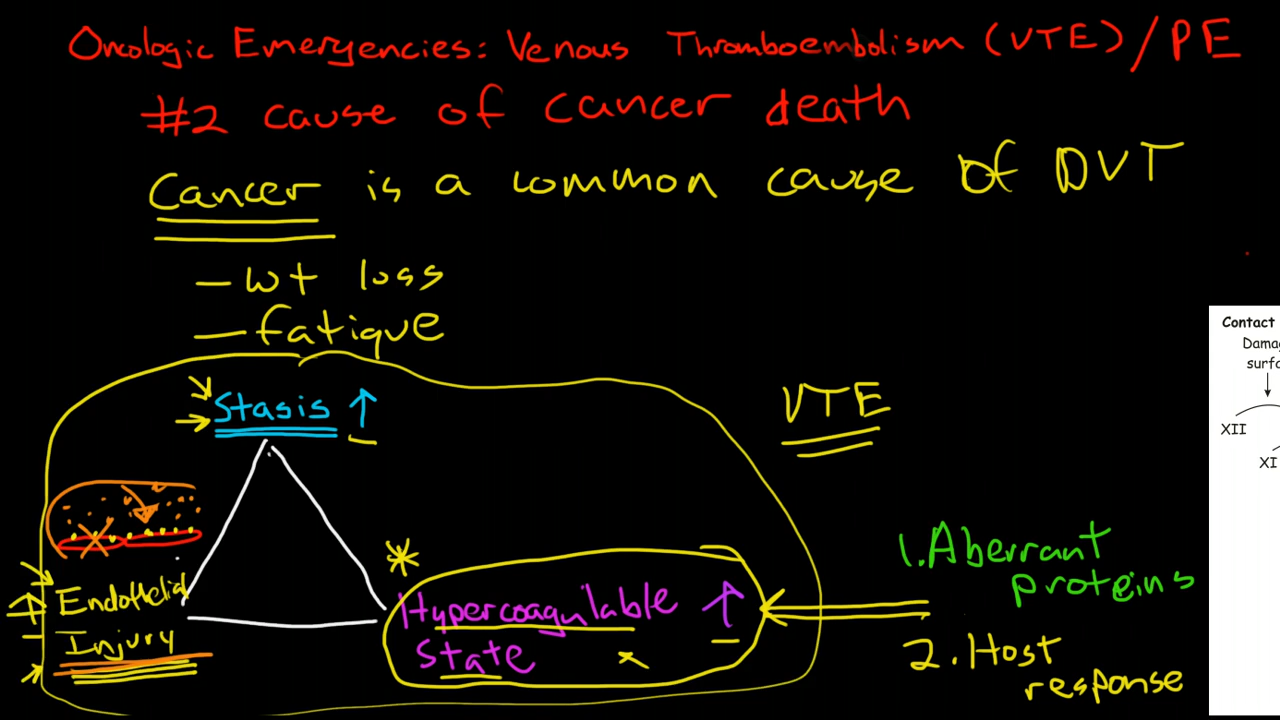 Oncologic Emergencies: Venous Thromboembolism (VTE)/PE
#2 cause of cancer death
Cancer is a common cause of DVT
- wt loss
- fatique
Stasis ↑
VTE
Endothelial
Injury
Hypercoagulable ↑
State
1. Aberrant
proteins
2. Host
response
Contact
XII
XI